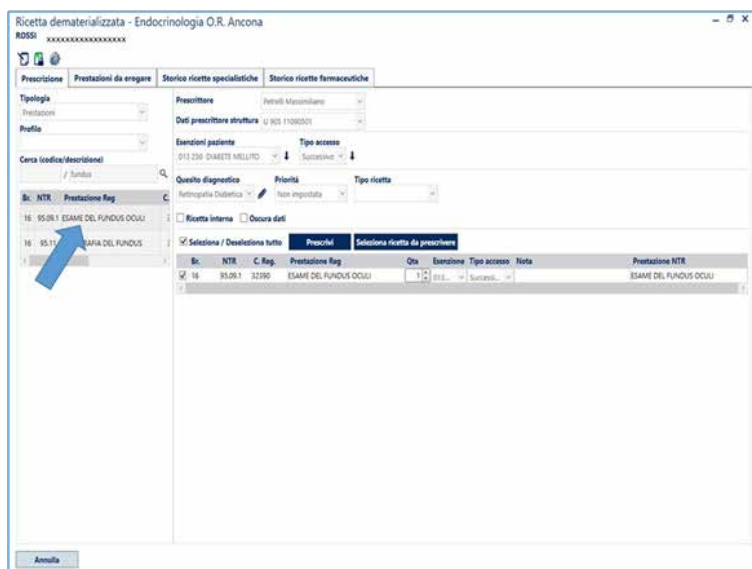 Ricetta dematerializzata - Endocrinologia O.R. Ancona
ROSSI xxxxxxxxxxxxxxxxx
Prescrizione Prestazioni da erogare Storico ricette specialistiche Storico ricette farmaceutiche
Tipologia
Prestazioni
Profilo
Cerca (codice/descrizione)
/ fundus
Br. NTR Prestazione Reg C.
16 95.09.1 ESAME DEL FUNDUS OCULI
16 95.11 DEL FUNDUS
Prescrittore Petrelli Massimiliano
Dati prescrittore struttura U 905 11090501
Esenzioni paziente Tipo accesso
013 250 DIABETE MELLITO Successivo
Quesito diagnostico Priorità Tipo ricetta
Retinopatia Diabetica Non impostata
Ricetta interna Oscura dati
Seleziona / Deseleziona tutto Prescrivi Seleziona ricetta da prescrivere
Br. NTR C. Reg. Prestazione Reg Qta Esenzione Tipo accesso Nota Prestazione NTR
16 95.09.1 32390 ESAME DEL FUNDUS OCULI 1 013... Successi... ESAME DEL FUNDUS OCULI
Annulla